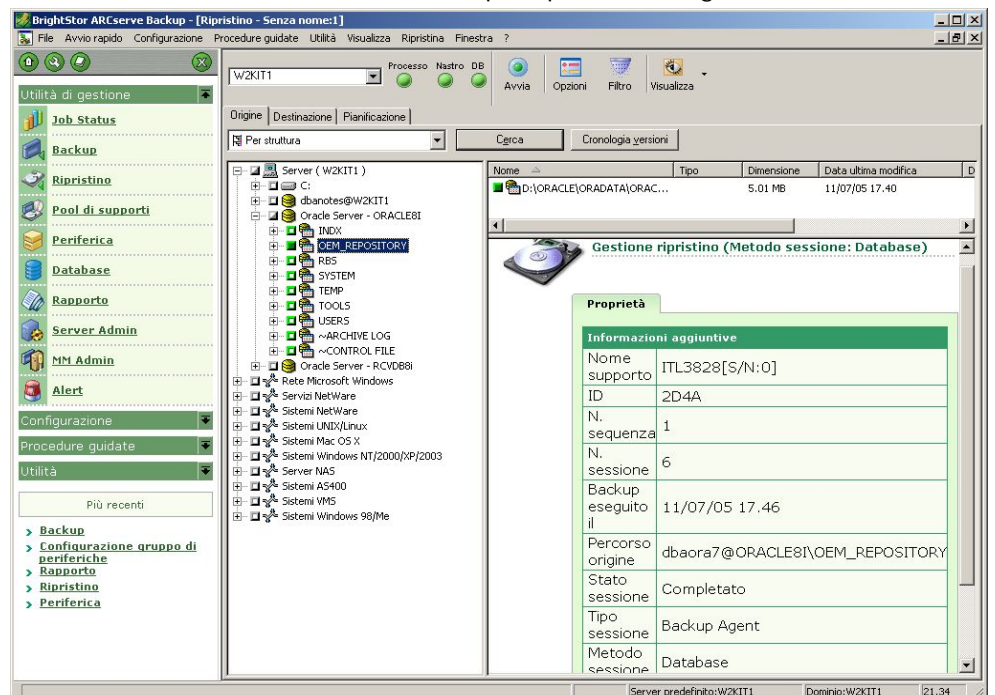 BrightStor ARCserve Backup - [Ripristino - Senza nome:1]
File Avvio rapido Configurazione Procedure guidate Utilità Visualizza Ripristina Finestra ?
W2KIT1
Processo Nastro DB
Avvia Opzioni Filtro Visualizza
Utilità di gestione
Job Status
Backup
Ripristino
Pool di supporti
Periferica
Database
Rapporto
Server Admin
MM Admin
Alert
Configurazione
Procedure guidate
Utilità
Più recenti
Backup
Configurazione gruppo di
periferiche
Rapporto
Ripristino
Periferica
Origine Destinazione Pianificazione
Per struttura Cerca Cronologia versioni
Server ( W2KIT1 )
C:
dbanotes@W2KIT1
Oracle Server - ORACLE8I
INDX
OEM_REPOSITORY
RBS
SYSTEM
TEMP
TOOLS
USERS
~ARCHIVE LOG
~CONTROL FILE
Oracle Server - RCVDB8i
Rete Microsoft Windows
Servizi NetWare
Sistemi NetWare
Sistemi UNIX/Linux
Sistemi Mac OS X
Sistemi Windows NT/2000/XP/2003
Server NAS
Sistemi AS400
Sistemi VMS
Sistemi Windows 98/Me
Nome Tipo Dimensione Data ultima modifica D
D:\ORACLE\ORADATA\ORAC... 5.01 MB 11/07/05 17.40
Gestione ripristino (Metodo sessione: Database)
Proprietà
Informazioni aggiuntive
Nome
supporto ITL3828[S/N:0]
ID 2D4A
N.
sequenza 1
N.
sessione 6
Backup
eseguito
il 11/07/05 17.46
Percorso
origine dbaora7@ORACLE8I\OEM_REPOSITORY
Stato
sessione Completato
Tipo
sessione Backup Agent
Metodo
sessione Database
Server predefinito:W2KIT1 Dominio:W2KIT1 21.34